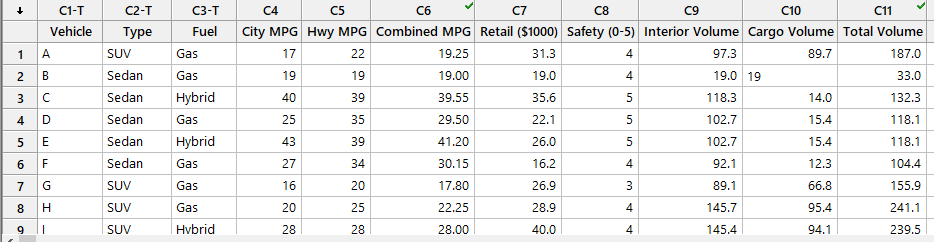 C1-T C2-T C3-T C4 C5 C6 C7 C8 C9 C10 C11
Vehicle Type Fuel City MPG Hwy MPG Combined MPG Retail ($1000) Safety (0-5) Interior Volume Cargo Volume Total Volume
1 A SUV Gas 17 22 19.25 31.3 4 97.3 89.7 187.0
2 B Sedan Gas 19 19 19.00 19.0 4 19.0 19 33.0
3 C Sedan Hybrid 40 39 39.55 35.6 5 118.3 14.0 132.3
4 D Sedan Gas 25 35 29.50 22.1 5 102.7 15.4 118.1
5 E Sedan Hybrid 43 39 41.20 26.0 5 102.7 15.4 118.1
6 F Sedan Gas 27 34 30.15 16.2 4 92.1 12.3 104.4
7 G SUV Gas 16 20 17.80 26.9 3 89.1 66.8 155.9
8 H SUV Gas 20 25 22.25 28.9 4 145.7 95.4 241.1
9 I SUV Hybrid 28 28 28.00 40.0 4 145.4 94.1 239.5